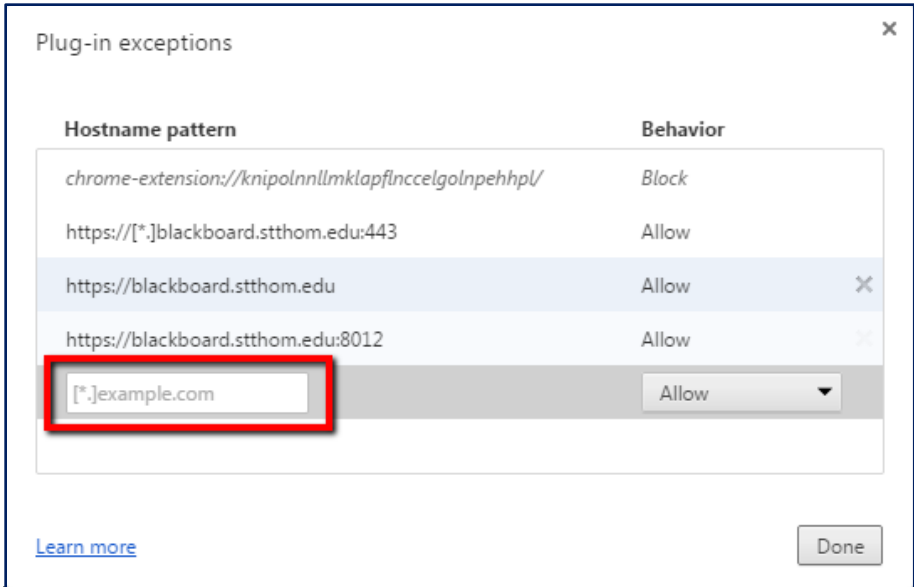 Plug-in exceptions
Hostname pattern Behavior
chrome-extension://knipolnnllmklapflnccelgolnpehhpl/ Block
https://[*.]blackboard.stthom.edu:443 Allow
https://blackboard.stthom.edu Allow
https://blackboard.stthom.edu:8012 Allow
[*.]example.com Allow
Learn more Done